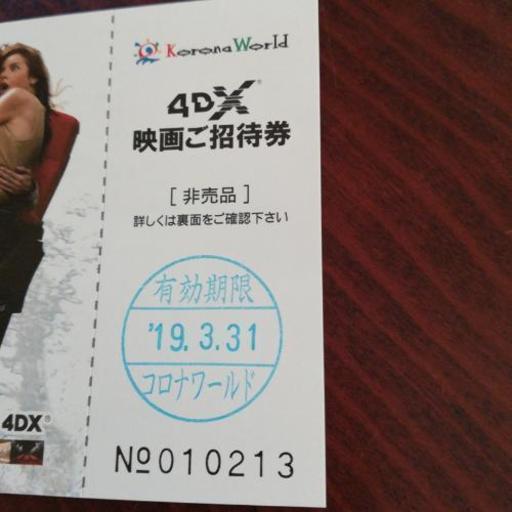 Korona World
4DX®
映画ご招待券
[ 非売品 ]
詳しくは裏面をご確認下さい
有効期限
'19. 3. 31
コロナワールド
4DX®
№010213